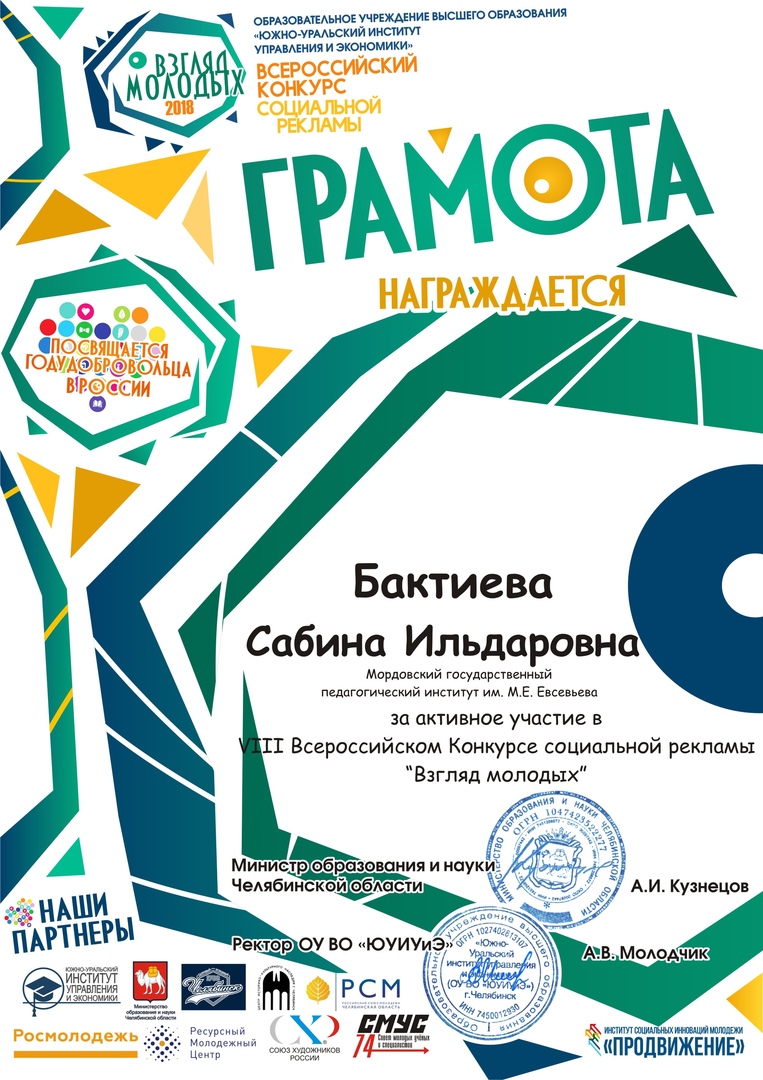 ОБРАЗОВАТЕЛЬНОЕ УЧРЕЖДЕНИЕ ВЫСШЕГО ОБРАЗОВАНИЯ
«ЮЖНО-УРАЛЬСКИЙ ИНСТИТУТ
УПРАВЛЕНИЯ И ЭКОНОМИКИ»
ВЗГЛЯД
МОЛОДЫХ
2018
ВСЕРОССИЙСКИЙ
КОНКУРС
СОЦИАЛЬНОЙ
РЕКЛАМЫ
ГРАМОТА
НАГРАЖДАЕТСЯ
ПОСВЯЩАЕТСЯ
ГОДУ ДОБРОВОЛЬЦА
В РОССИИ
Бактиева
Сабина Ильдаровна
Мордовский государственный
педагогический институт им. М.Е. Евсевьева
за активное участие в
VIII Всероссийском Конкурсе социальной рекламы
“Взгляд молодых”
МИНИСТЕРСТВО ОБРАЗОВАНИЯ И НАУКИ ЧЕЛЯБИНСКОЙ ОБЛАСТИ
ОГРН 1047423522277
Министр образования и науки
Челябинской области
А.И. Кузнецов
Ректор ОУ ВО «ЮУИУиЭ»
А.В. Молодчик
Образовательное учреждение высшего образования
ОГРН 1027402813107
«Южно-
Уральский
институт управления
и экономики»
(ОУ ВО «ЮУИУиЭ»)
г.Челябинск
ИНН 7450012930
НАШИ
ПАРТНЕРЫ
ЮЖНО-УРАЛЬСКИЙ
ИНСТИТУТ
УПРАВЛЕНИЯ
И ЭКОНОМИКИ
Министерство
образования и науки
Челябинской области
Челябинск
РСМ
РОССИЙСКИЙ СОЮЗ МОЛОДЕЖИ
ЧЕЛЯБИНСКАЯ ОБЛАСТЬ
Росмолодежь
Ресурсный
Молодежный
Центр
СОЮЗ ХУДОЖНИКОВ
РОССИИ
СМУС
74
Совет молодых учёных
и специалистов
ИНСТИТУТ СОЦИАЛЬНЫХ ИННОВАЦИЙ МОЛОДЕЖИ
«ПРОДВИЖЕНИЕ»